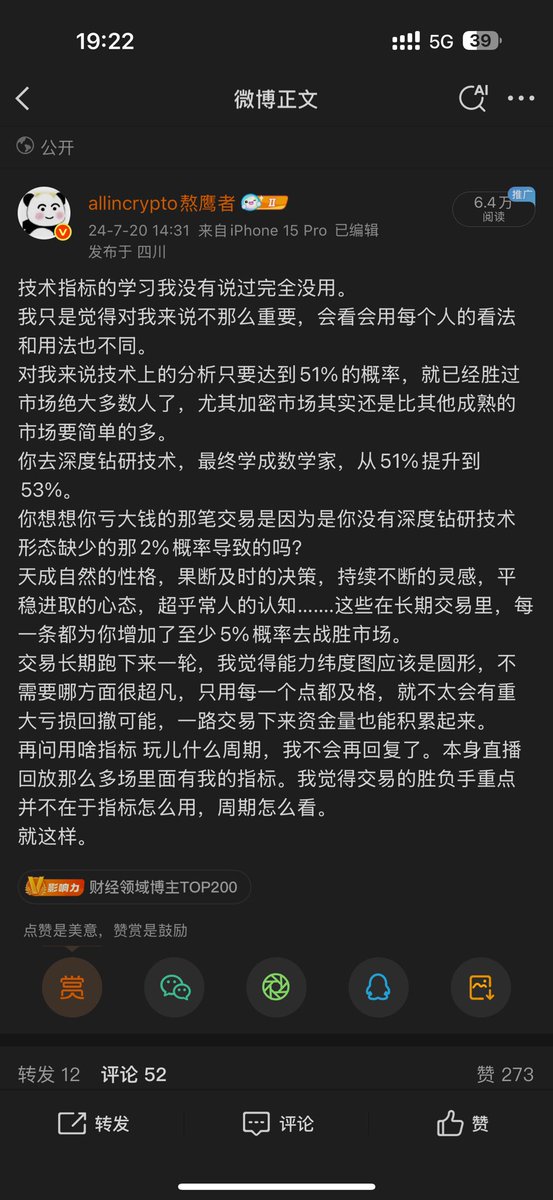 19:22
5G
39
微博正文
AI
公开
allincrypto熬鹰者
II
推广
6.4万
阅读
24-7-20 14:31 来自iPhone 15 Pro 已编辑
发布于 四川
技术指标的学习我没有说过完全没用。
我只是觉得对我来说不那么重要，会看会用每个人的看法
和用法也不同。
对我来说技术上的分析只要达到51%的概率，就已经胜过
市场绝大多数人了，尤其加密市场其实还是比其他成熟的
市场要简单的多。
你去深度钻研技术，最终学成数学家，从51%提升到
53%。
你想想你亏大钱的那笔交易是因为是你没有深度钻研技术
形态缺少的那2%概率导致的吗?
天成自然的性格，果断及时的决策，持续不断的灵感，平
稳进取的心态，超乎常人的认知.......这些在长期交易里，每
一条都为你增加了至少5%概率去战胜市场。
交易长期跑下来一轮，我觉得能力纬度图应该是圆形，不
需要哪方面很超凡，只用每一个点都及格，就不太会有重
大亏损回撤可能，一路交易下来资金量也能积累起来。
再问用啥指标 玩儿什么周期，我不会再回复了。本身直播
回放那么多场里面有我的指标。我觉得交易的胜负手重点
并不在于指标怎么用，周期怎么看。
就这样。
影响力 财经领域博主TOP200
点赞是美意，赞赏是鼓励
赏
转发 12 评论 52 赞 273
转发 评论 赞